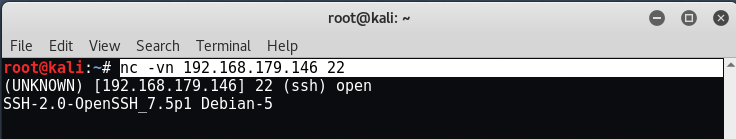 root@kali: ~
File Edit View Search Terminal Help
root@kali:~# nc -vn 192.168.179.146 22
(UNKNOWN) [192.168.179.146] 22 (ssh) open
SSH-2.0-OpenSSH_7.5p1 Debian-5